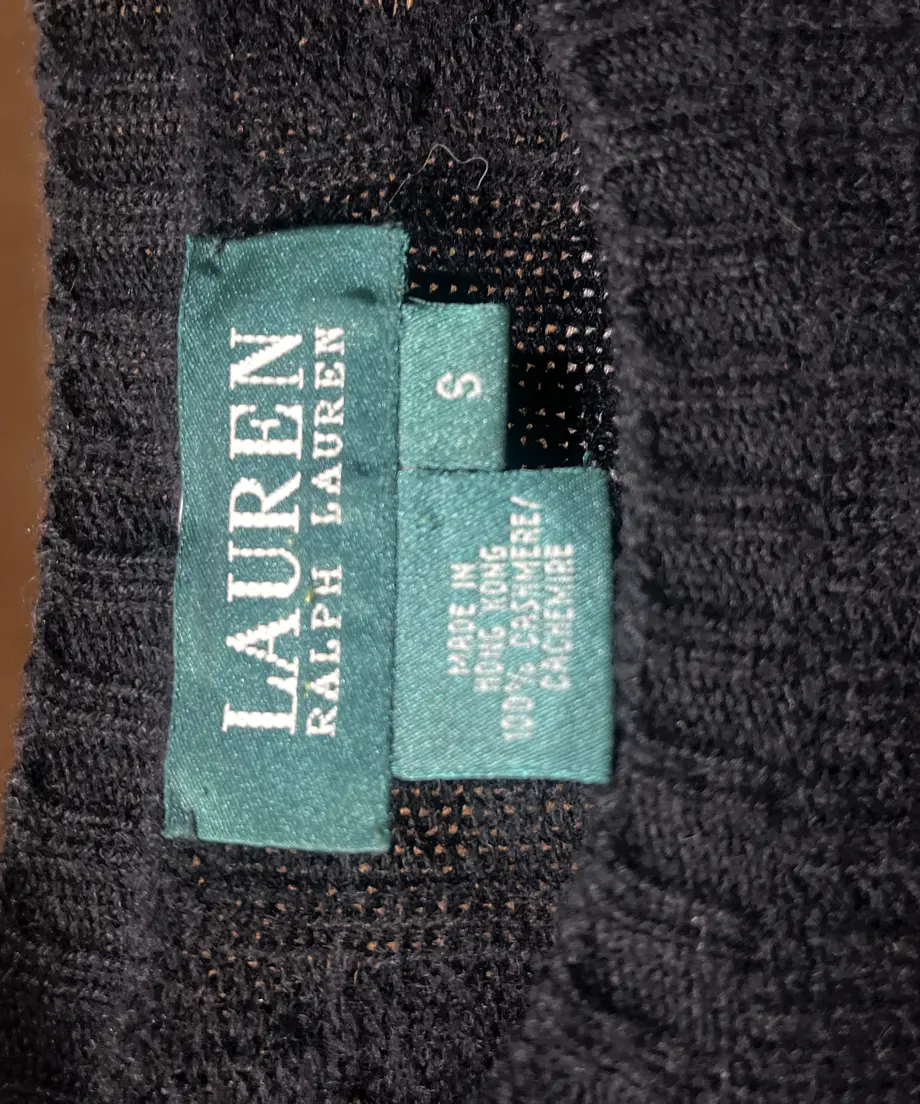 LAUREN
RALPH LAUREN
S
MADE IN
HONG KONG
100% CASHMERE/
CACHEMIRE